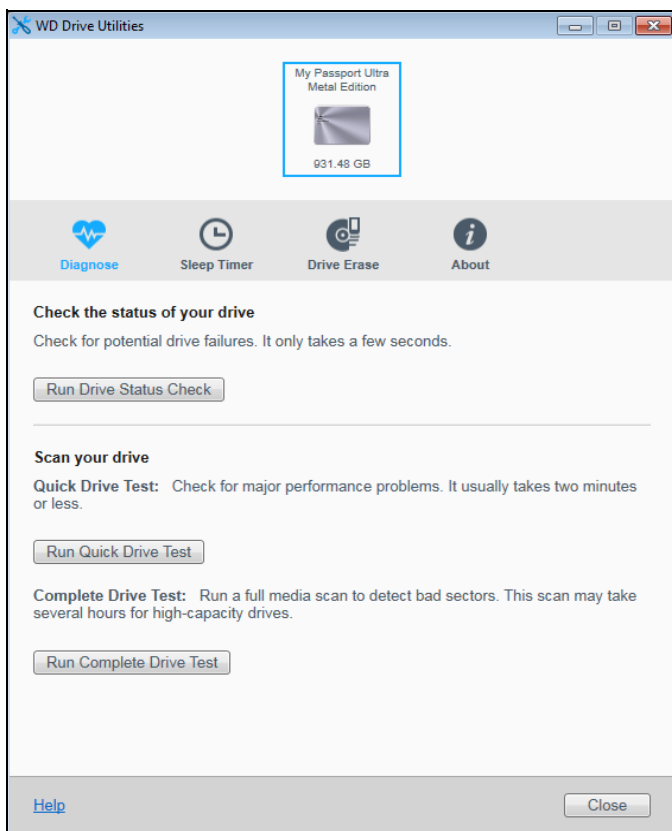 WD Drive Utilities
My Passport Ultra
Metal Edition
931.48 GB
Diagnose
Sleep Timer
Drive Erase
About
Check the status of your drive
Check for potential drive failures. It only takes a few seconds.
Run Drive Status Check
Scan your drive
Quick Drive Test: Check for major performance problems. It usually takes two minutes
or less.
Run Quick Drive Test
Complete Drive Test: Run a full media scan to detect bad sectors. This scan may take
several hours for high-capacity drives.
Run Complete Drive Test
Help
Close